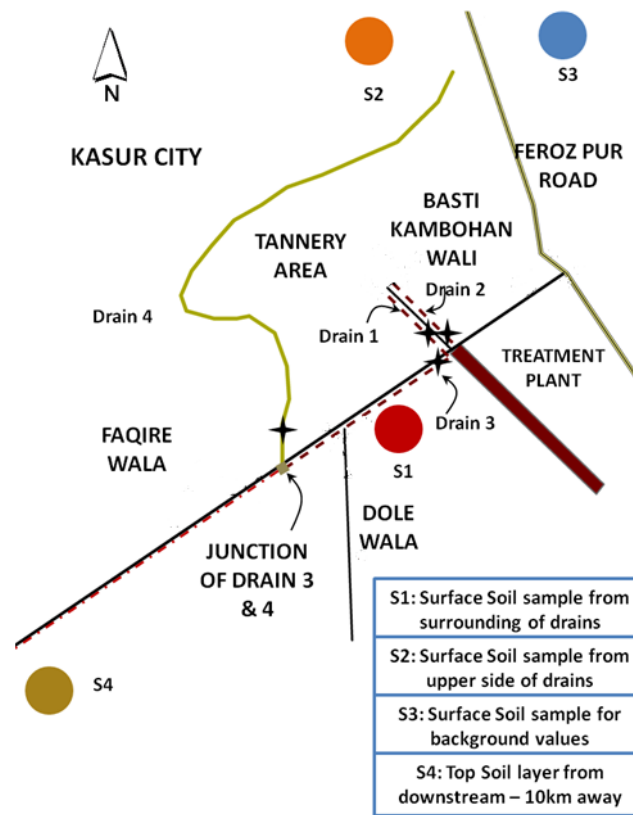 S2
S3
N
KASUR CITY
FEROZ PUR
ROAD
BASTI
KAMBOHAN
WALI
TANNERY
AREA
Drain 2
Drain 4
Drain 1
TREATMENT
PLANT
Drain 3
FAQIRE
WALA
S1
DOLE
WALA
JUNCTION
OF DRAIN 3
& 4
S4
S1: Surface Soil sample from
surrounding of drains
S2: Surface Soil sample from
upper side of drains
S3: Surface Soil sample for
background values
S4: Top Soil layer from
downstream – 10km away